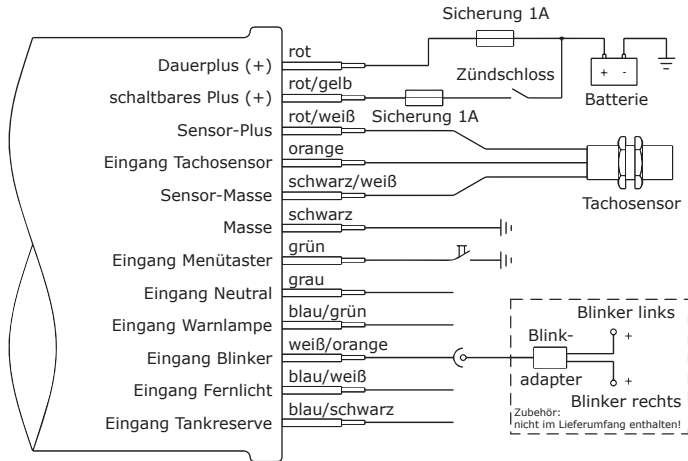 Sicherung 1A
rot
Dauerplus (+)
Zündschloss
+ -
Batterie
rot/gelb
schaltbares Plus (+)
Sicherung 1A
rot/weiß
Sensor-Plus
orange
Eingang Tachosensor
schwarz/weiß
Sensor-Masse
Tachosensor
schwarz
Masse
grün
Eingang Menütaster
grau
Eingang Neutral
blau/grün
Eingang Warnlampe
weiß/orange
Eingang Blinker
blau/weiß
Eingang Fernlicht
blau/schwarz
Eingang Tankreserve
Blinker links
+
Blink-
adapter
+
Blinker rechts
Zubehör:
nicht im Lieferumfang enthalten!